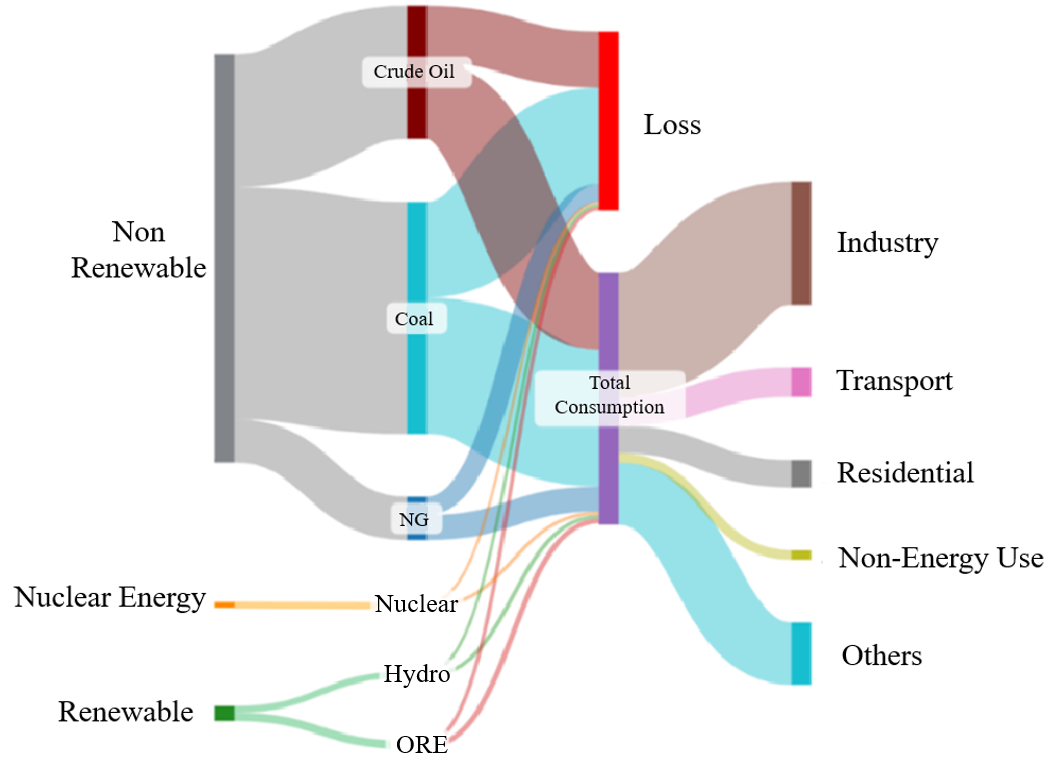 Non
Renewable
Nuclear Energy
Renewable
Crude Oil
Coal
NG
Nuclear
Hydro
ORE
Loss
Total
Consumption
Industry
Transport
Residential
Non-Energy Use
Others